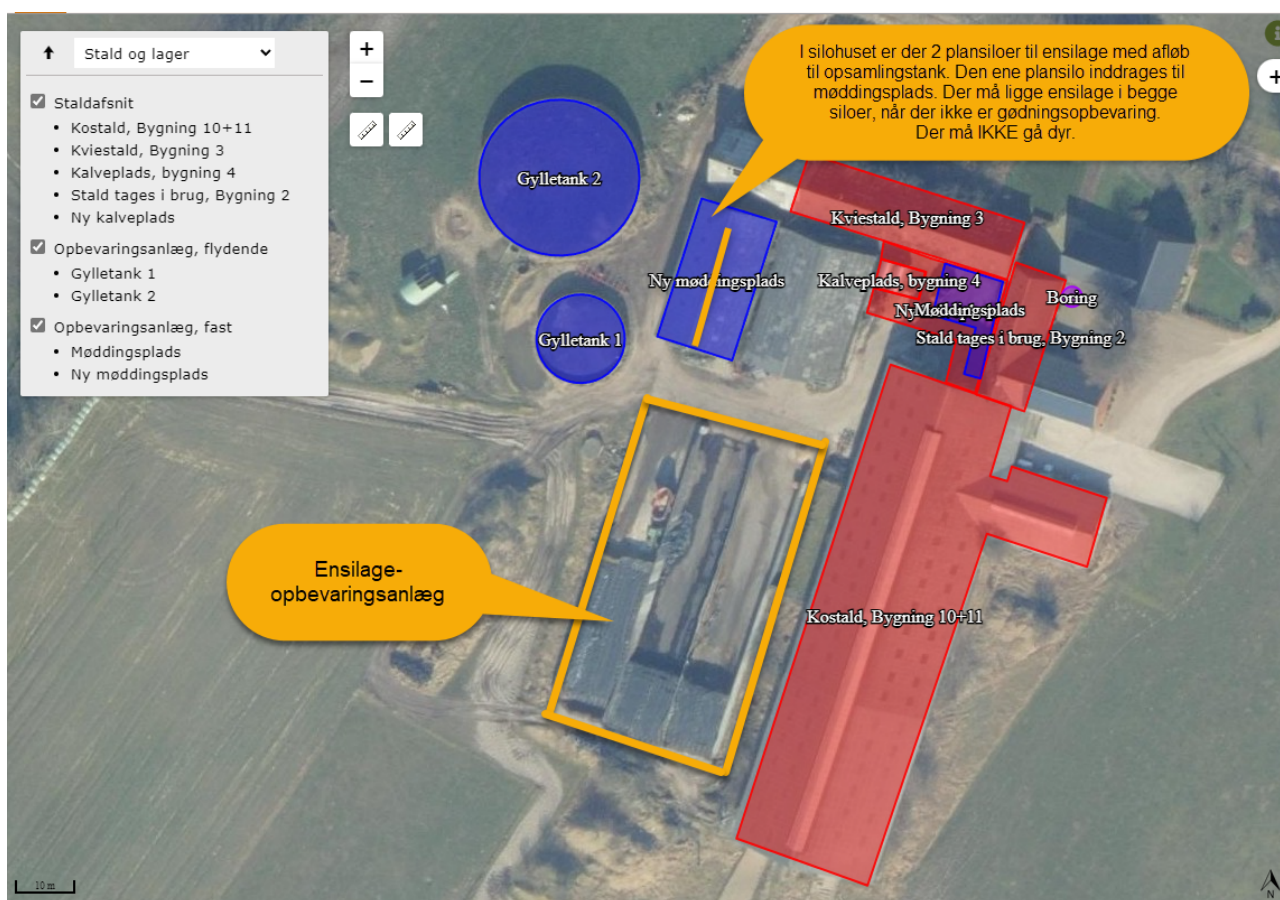 Stald og lager
Staldafsnit
Kostald, Bygning 10+11
Kviestald, Bygning 3
Kalveplads, bygning 4
Stald tages i brug, Bygning 2
Ny kalveplads
Opbevaringsanlæg, flydende
Gylletank 1
Gylletank 2
Opbevaringsanlæg, fast
Møddingsplads
Ny møddingsplads
+
−
I silohuset er der 2 plansiloer til ensilage med afløb
til opsamlingstank. Den ene plansilo inddrages til
møddingsplads. Der må ligge ensilage i begge
siloer, når der ikke er gødningsopbevaring.
Der må IKKE gå dyr.
i
+
Gylletank 2
Kviestald, Bygning 3
Ny møddingsplads
Kalveplads, bygning 4
Boring
Ny
Møddingsplads
Gylletank 1
Stald tages i brug, Bygning 2
Ensilage-
opbevaringsanlæg
Kostald, Bygning 10+11
10 m
N